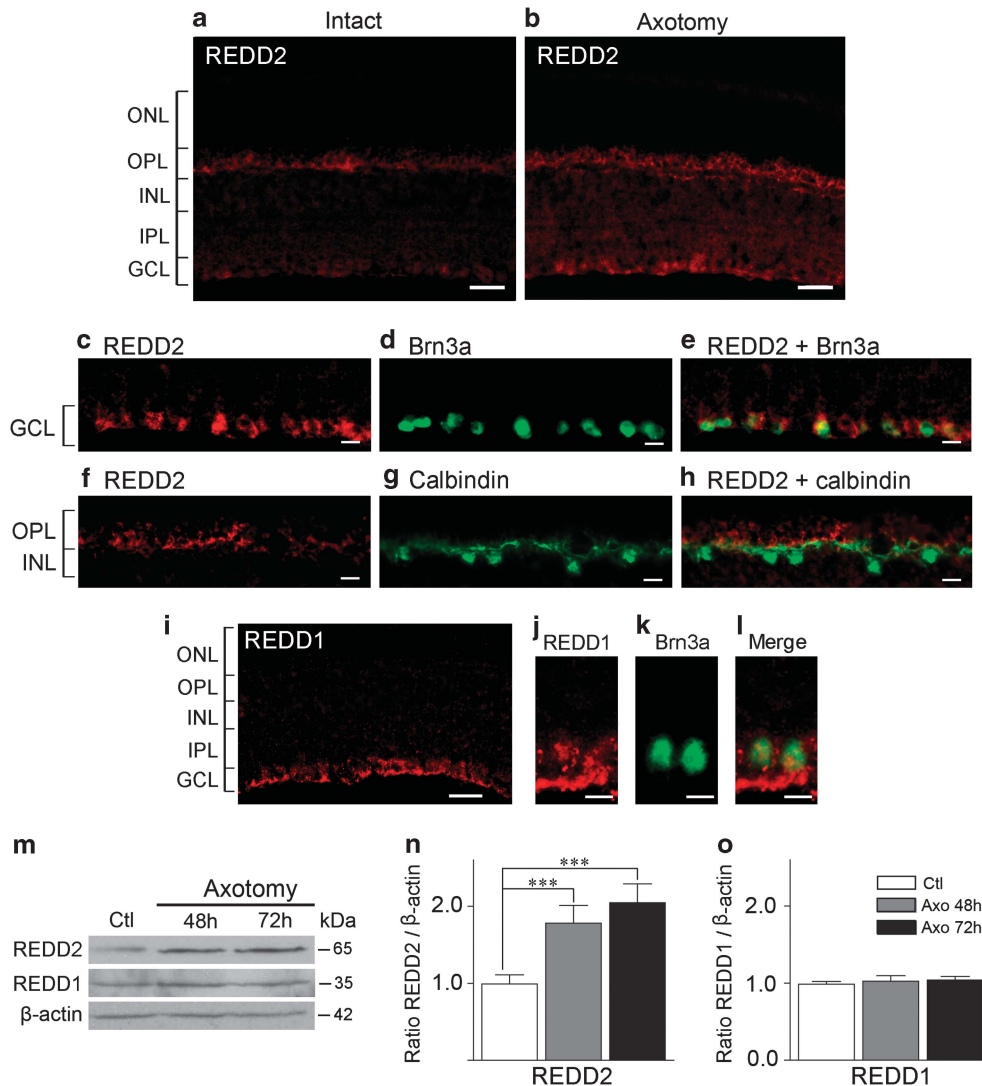 a Intact
b Axotomy
REDD2
REDD2
ONL
OPL
INL
IPL
GCL
c REDD2
d Brn3a
e REDD2 + Brn3a
GCL
f REDD2
g Calbindin
h REDD2 + calbindin
OPL
INL
i REDD1
ONL
OPL
INL
IPL
GCL
j REDD1
k Brn3a
l Merge
m
Axotomy
Ctl 48h 72h kDa
REDD2 –65
REDD1 –35
β-actin –42
n
Ratio REDD2 / β-actin
2.0
1.0
***
***
REDD2
o
Ratio REDD1 / β-actin
2.0
1.0
0.0
Ctl
Axo 48h
Axo 72h
REDD1